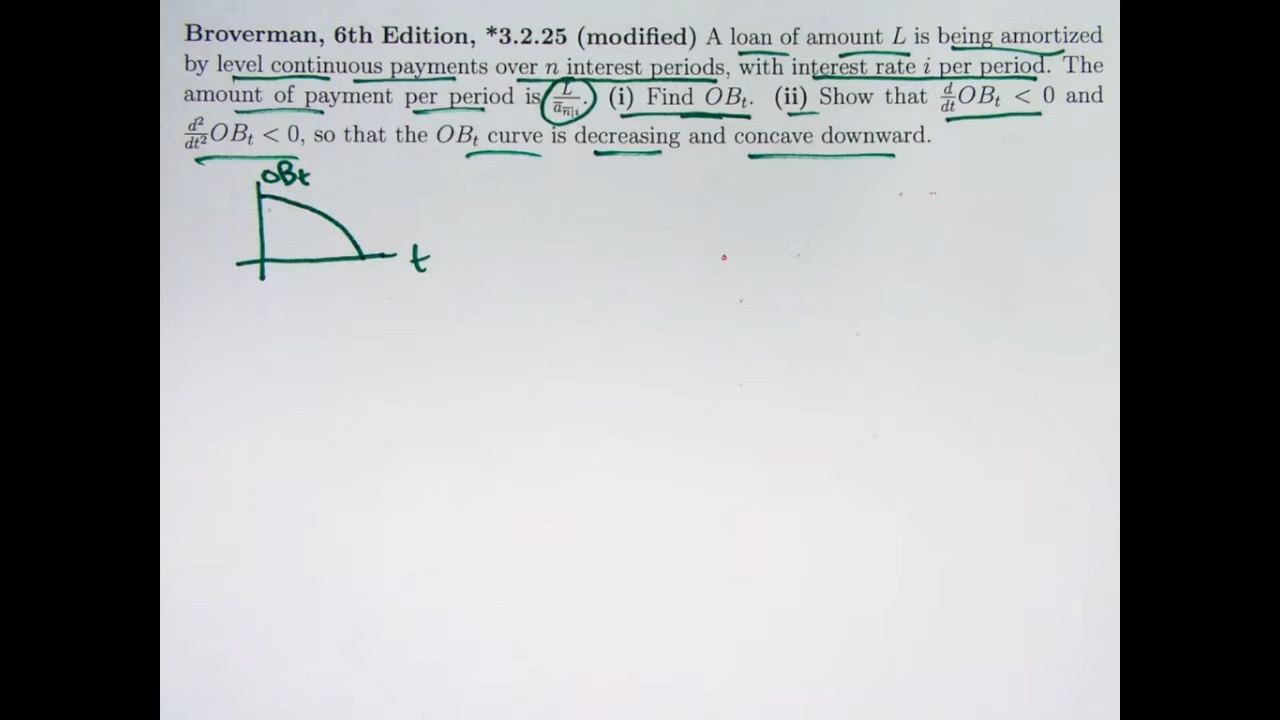 Broverman, 6th Edition, *3.2.25 (modified) A loan of amount L is being amortized
by level continuous payments over n interest periods, with interest rate i per period. The
amount of payment per period is L/ā_n|i. (i) Find OB_t. (ii) Show that d/dt OB_t < 0 and
d²/dt² OB_t < 0, so that the OB_t curve is decreasing and concave downward.
OBt
t